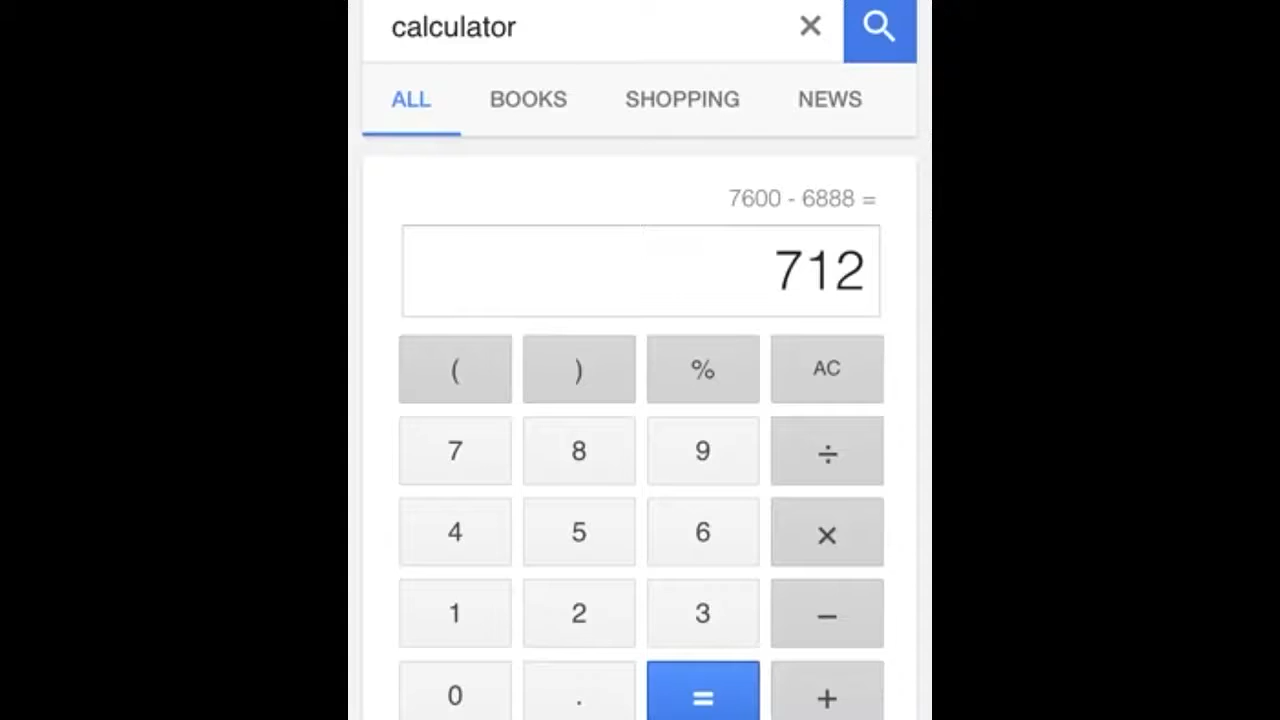 calculator ×
ALL BOOKS SHOPPING NEWS
7600 - 6888 =
712
( ) % AC
7 8 9 ÷
4 5 6 ×
1 2 3 −
0 . = +